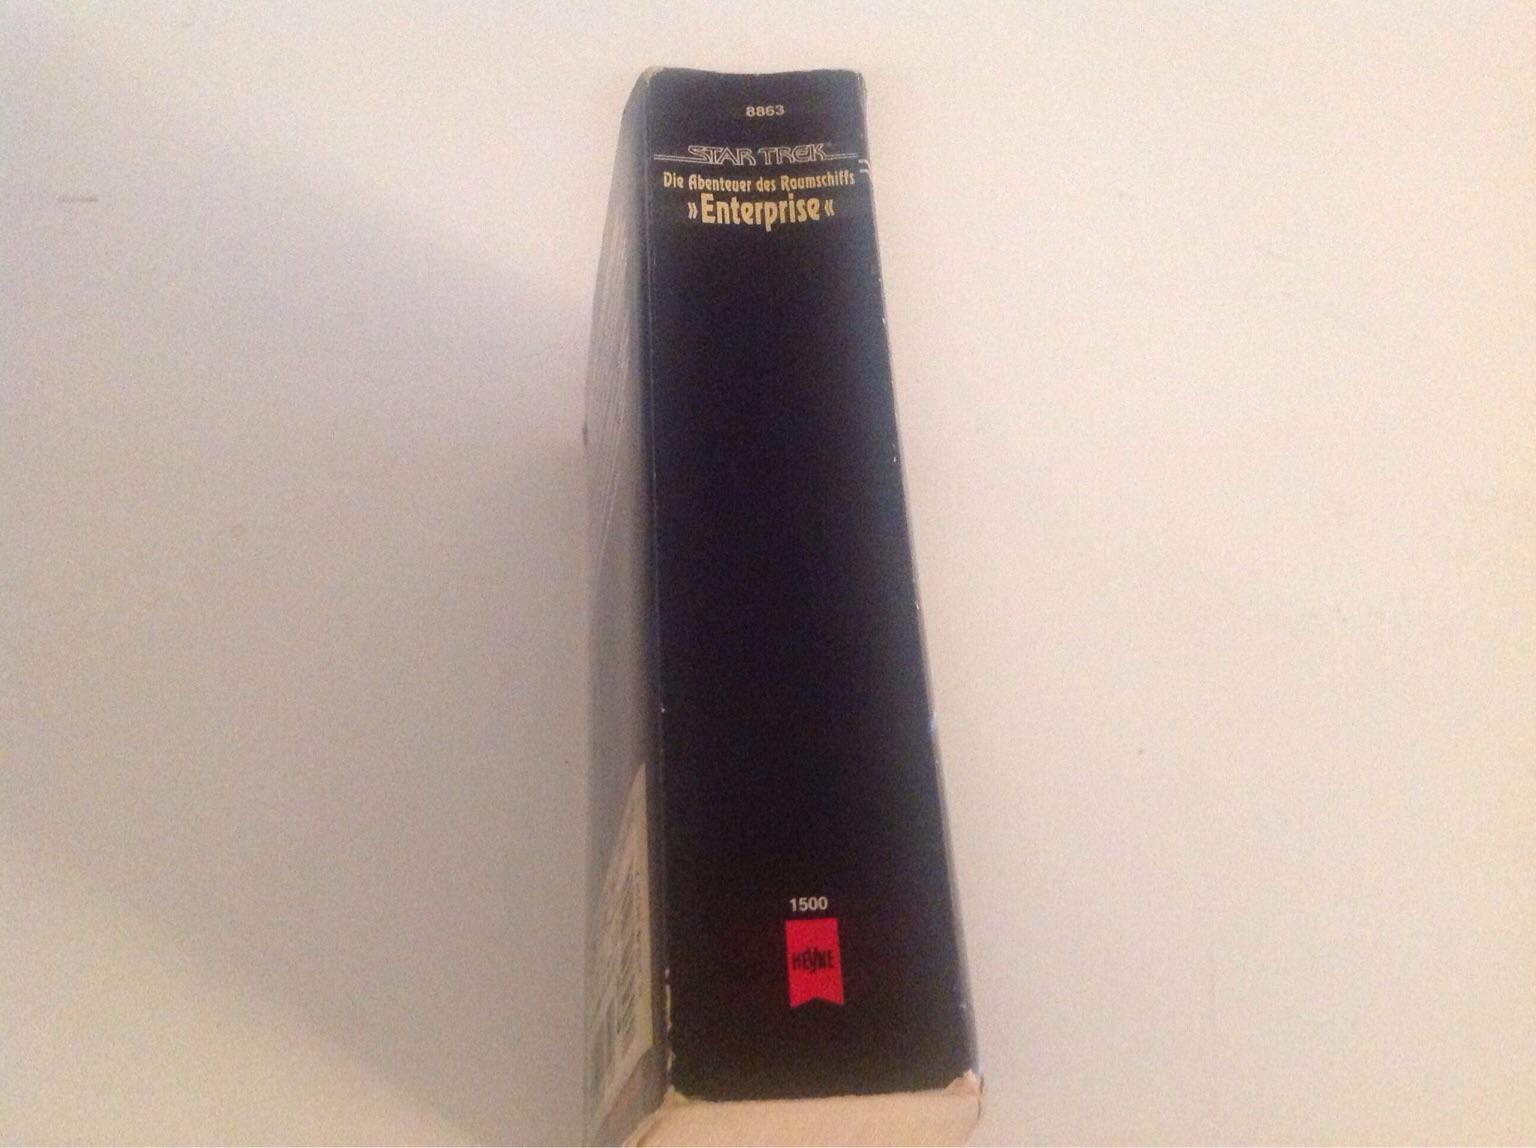 8863
STAR TREK
Die Abenteuer des Raumschiffs
»Enterprise«
1500
HEYNE